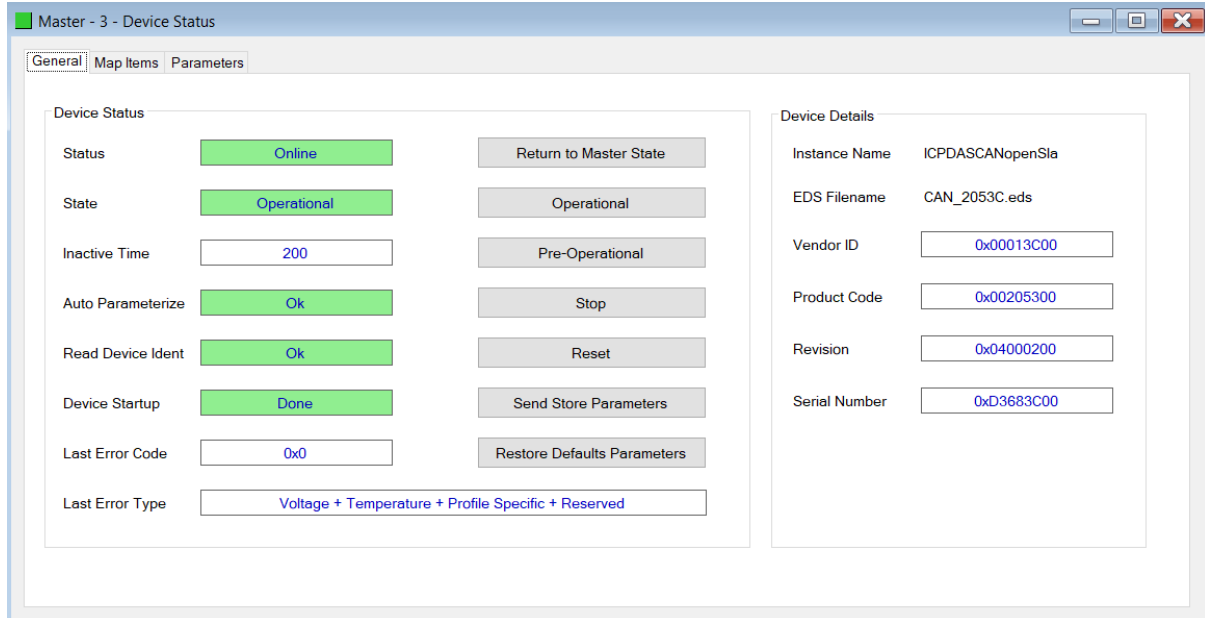 Master - 3 - Device Status
General Map Items Parameters
Device Status
Status Online Return to Master State
State Operational Operational
Inactive Time 200 Pre-Operational
Auto Parameterize Ok Stop
Read Device Ident Ok Reset
Device Startup Done Send Store Parameters
Last Error Code 0x0 Restore Defaults Parameters
Last Error Type Voltage + Temperature + Profile Specific + Reserved
Device Details
Instance Name ICPDASCANopenSla
EDS Filename CAN_2053C.eds
Vendor ID 0x00013C00
Product Code 0x00205300
Revision 0x04000200
Serial Number 0xD3683C00